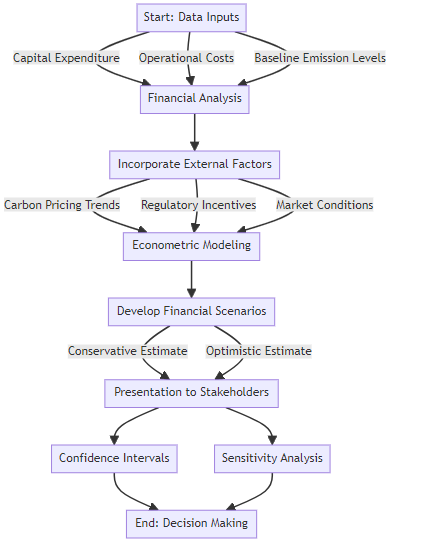 Start: Data Inputs
Capital Expenditure
Operational Costs
Baseline Emission Levels
Financial Analysis
Incorporate External Factors
Carbon Pricing Trends
Regulatory Incentives
Market Conditions
Econometric Modeling
Develop Financial Scenarios
Conservative Estimate
Optimistic Estimate
Presentation to Stakeholders
Confidence Intervals
Sensitivity Analysis
End: Decision Making